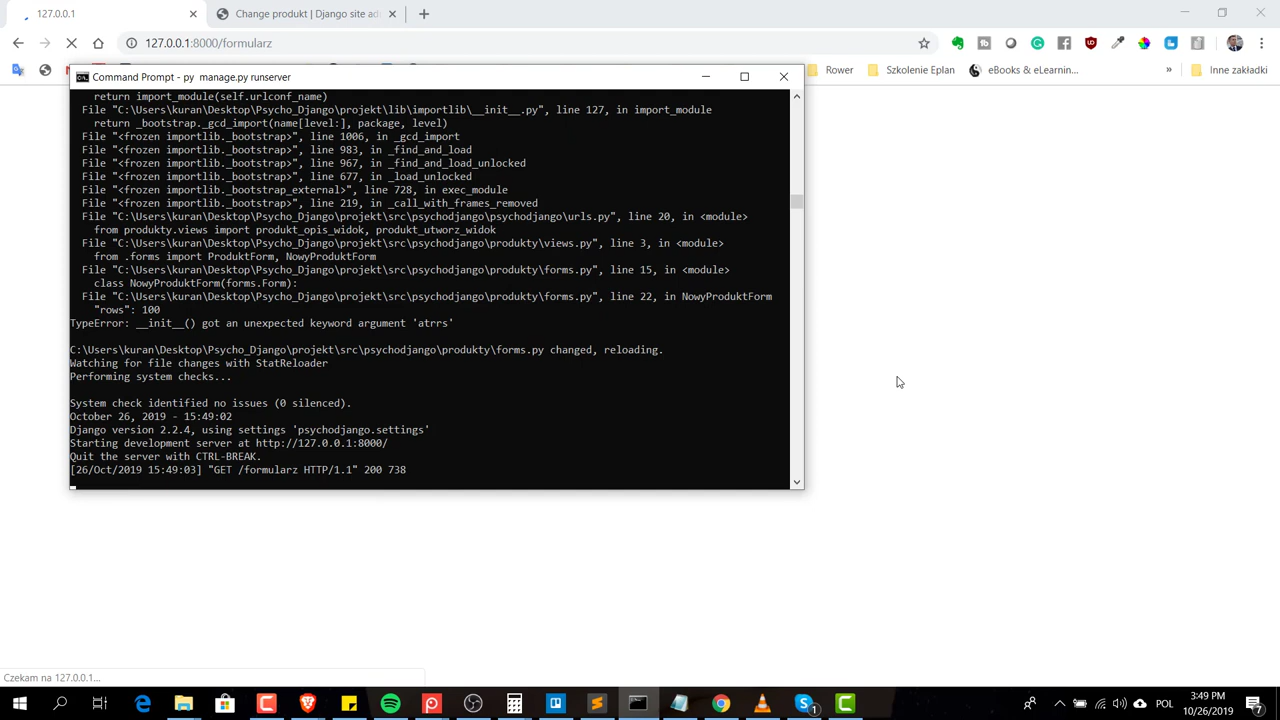 127.0.0.1
Change produkt | Django site ad
127.0.0.1:8000/formularz
Rower
Szkolenie Eplan
eBooks & eLearnin...
»
Inne zakładki
Command Prompt - py  manage.py runserver
return import_module(self.urlconf_name)
File "C:\Users\kuran\Desktop\Psycho_Django\projekt\lib\importlib\__init__.py", line 127, in import_module
return _bootstrap._gcd_import(name[level:], package, level)
File "<frozen importlib._bootstrap>", line 1006, in _gcd_import
File "<frozen importlib._bootstrap>", line 983, in _find_and_load
File "<frozen importlib._bootstrap>", line 967, in _find_and_load_unlocked
File "<frozen importlib._bootstrap>", line 677, in _load_unlocked
File "<frozen importlib._bootstrap_external>", line 728, in exec_module
File "<frozen importlib._bootstrap>", line 219, in _call_with_frames_removed
File "C:\Users\kuran\Desktop\Psycho_Django\projekt\src\psychodjango\psychodjango\urls.py", line 20, in <module>
from produkty.views import produkt_opis_widok, produkt_utworz_widok
File "C:\Users\kuran\Desktop\Psycho_Django\projekt\src\psychodjango\produkty\views.py", line 3, in <module>
from .forms import ProduktForm, NowyProduktForm
File "C:\Users\kuran\Desktop\Psycho_Django\projekt\src\psychodjango\produkty\forms.py", line 15, in <module>
class NowyProduktForm(forms.Form):
File "C:\Users\kuran\Desktop\Psycho_Django\projekt\src\psychodjango\produkty\forms.py", line 22, in NowyProduktForm
"rows": 100
TypeError: __init__() got an unexpected keyword argument 'atrrs'
C:\Users\kuran\Desktop\Psycho_Django\projekt\src\psychodjango\produkty\forms.py changed, reloading.
Watching for file changes with StatReloader
Performing system checks...
System check identified no issues (0 silenced).
October 26, 2019 - 15:49:02
Django version 2.2.4, using settings 'psychodjango.settings'
Starting development server at http://127.0.0.1:8000/
Quit the server with CTRL-BREAK.
[26/Oct/2019 15:49:03] "GET /formularz HTTP/1.1" 200 738
Czekam na 127.0.0.1...
POL
3:49 PM
10/26/2019